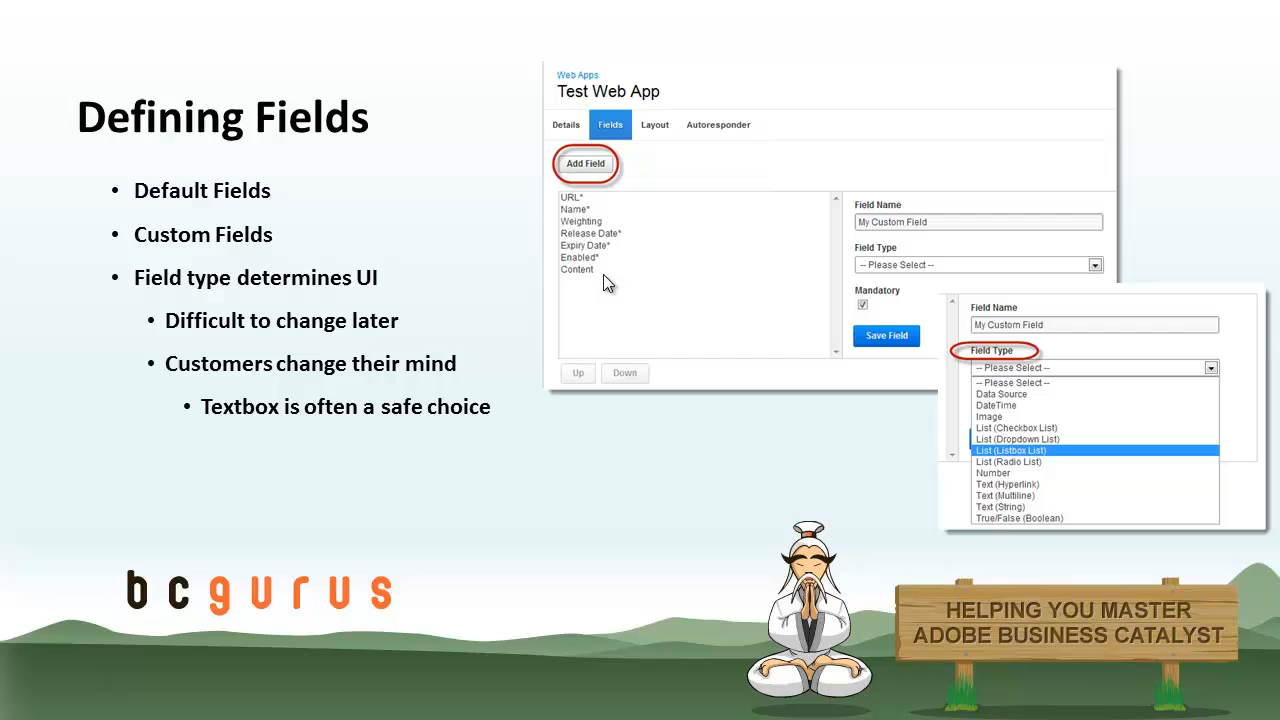 Defining Fields
• Default Fields
• Custom Fields
• Field type determines UI
• Difficult to change later
• Customers change their mind
• Textbox is often a safe choice
Web Apps
Test Web App
Details Fields Layout Autoresponder
Add Field
URL*
Name*
Weighting
Release Date*
Expiry Date*
Enabled*
Content
Up Down
Field Name
My Custom Field
Field Type
-- Please Select --
Mandatory
Save Field
Field Name
My Custom Field
Field Type
-- Please Select --
-- Please Select --
Data Source
DateTime
Image
List (Checkbox List)
List (Dropdown List)
List (Listbox List)
List (Radio List)
Number
Text (Hyperlink)
Text (Multiline)
Text (String)
True/False (Boolean)
bcgurus
HELPING YOU MASTER
ADOBE BUSINESS CATALYST